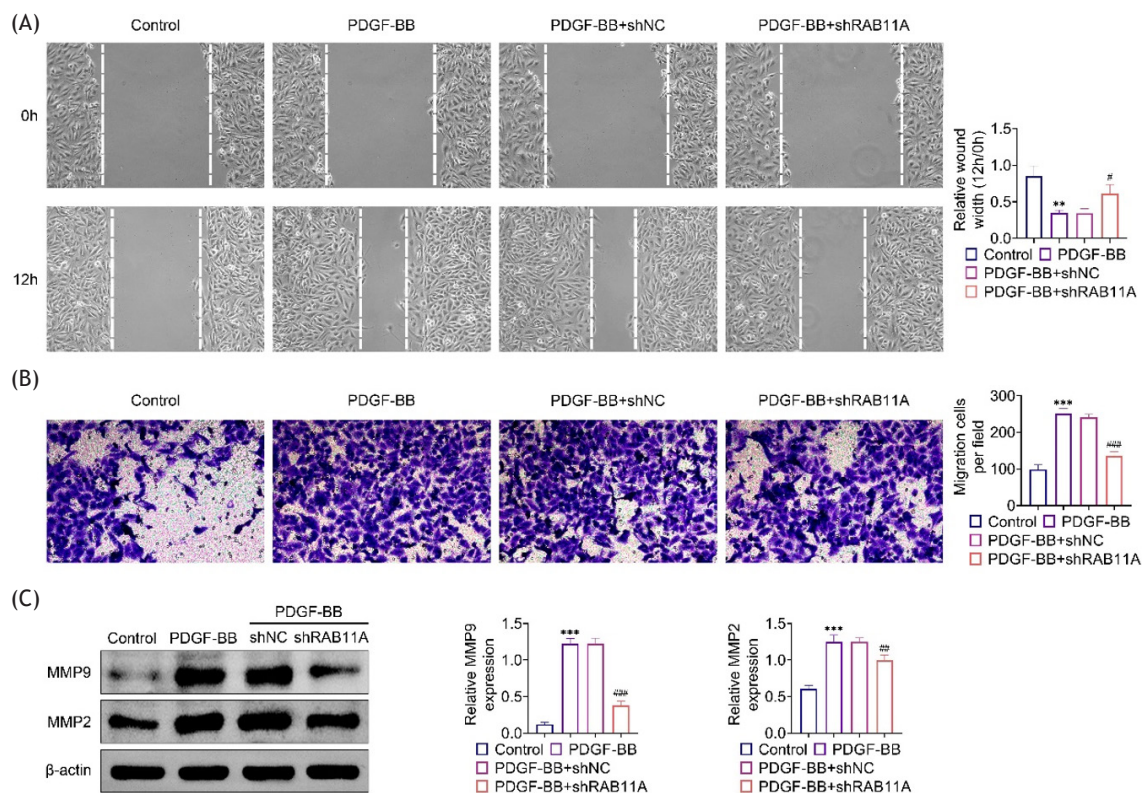 (A)
Control PDGF-BB PDGF-BB+shNC PDGF-BB+shRAB11A
0h
12h
Relative wound
width (12h/0h)
1.5
1.0
0.5
0.0
**
#
Control PDGF-BB
PDGF-BB+shNC
PDGF-BB+shRAB11A
(B)
Control PDGF-BB PDGF-BB+shNC PDGF-BB+shRAB11A
Migration cells
per field
300
200
100
0
***
###
Control PDGF-BB
PDGF-BB+shNC
PDGF-BB+shRAB11A
(C)
PDGF-BB
Control PDGF-BB shNC shRAB11A
MMP9
MMP2
β-actin
Relative MMP9
expression
1.5
1.0
0.5
0.0
***
###
Control PDGF-BB
PDGF-BB+shNC
PDGF-BB+shRAB11A
Relative MMP2
expression
1.5
1.0
0.5
0.0
***
##
Control PDGF-BB
PDGF-BB+shNC
PDGF-BB+shRAB11A